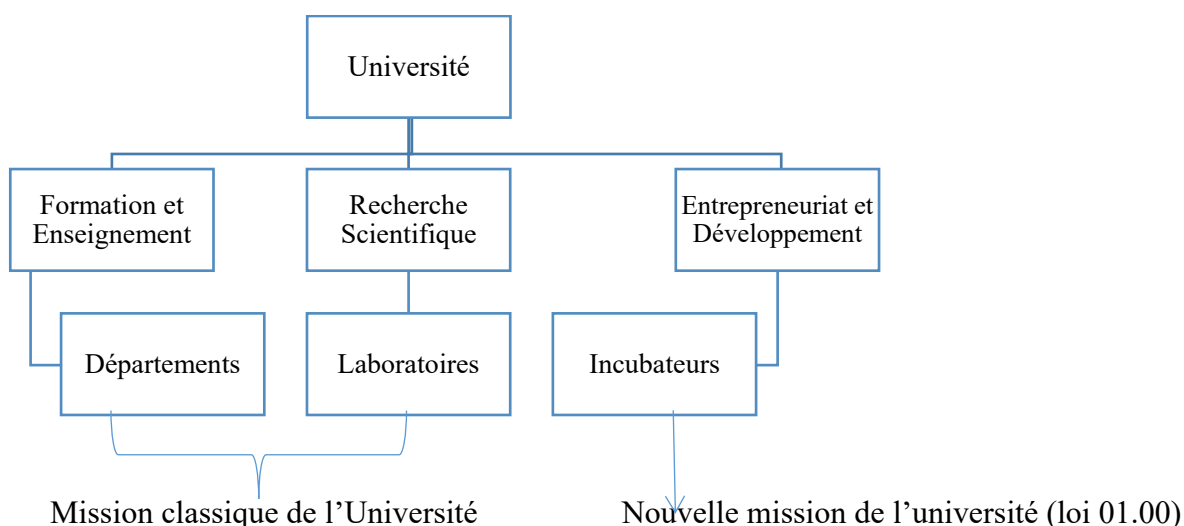 Université
Formation et
Enseignement
Recherche
Scientifique
Entrepreneuriat et
Développement
Départements
Laboratoires
Incubateurs
Mission classique de l’Université
Nouvelle mission de l’université (loi 01.00)